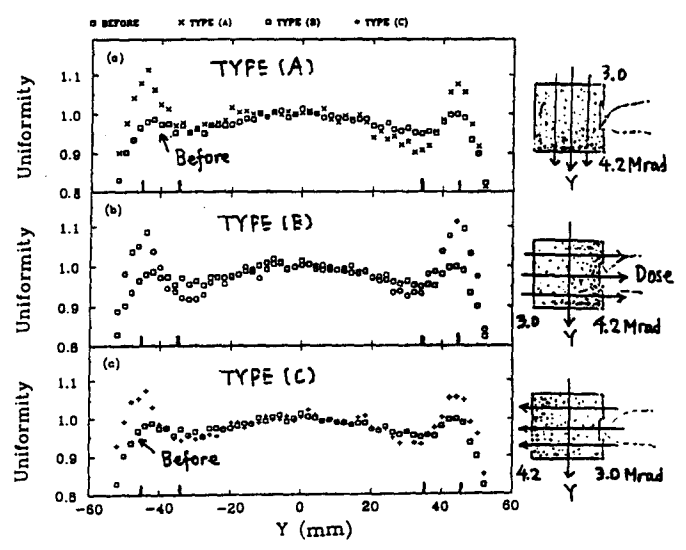 □ BEFORE × TYPE (A) □ TYPE (B) + TYPE (C)
(a)
TYPE (A)
Before
Uniformity
1.1
1.0
0.9
0.8
3.0
4.2 Mrad
Y
(b)
TYPE (B)
Uniformity
1.1
1.0
0.9
0.8
Dose
3.0
4.2 Mrad
Y
(c)
TYPE (C)
Before
Uniformity
1.1
1.0
0.9
0.8
4.2
3.0 Mrad
Y
-60 -40 -20 0 20 40 60
Y (mm)